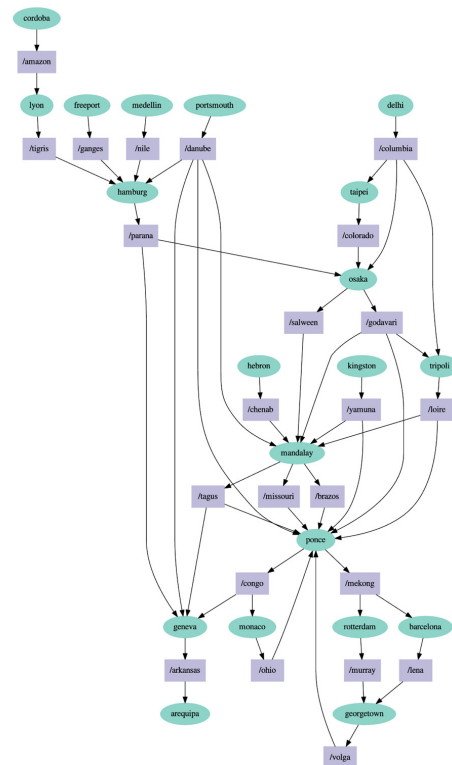 cordoba
/amazon
lyon
freeport
medellin
portsmouth
delhi
/tigris
/ganges
/nile
/danube
/columbia
hamburg
taipei
/parana
/colorado
osaka
/salween
/godavari
hebron
kingston
tripoli
/chenab
/yamuna
/loire
mandalay
/tagus
/missouri
/brazos
ponce
/congo
/mekong
geneva
monaco
rotterdam
barcelona
/arkansas
/ohio
/murray
/lena
arequipa
georgetown
/volga